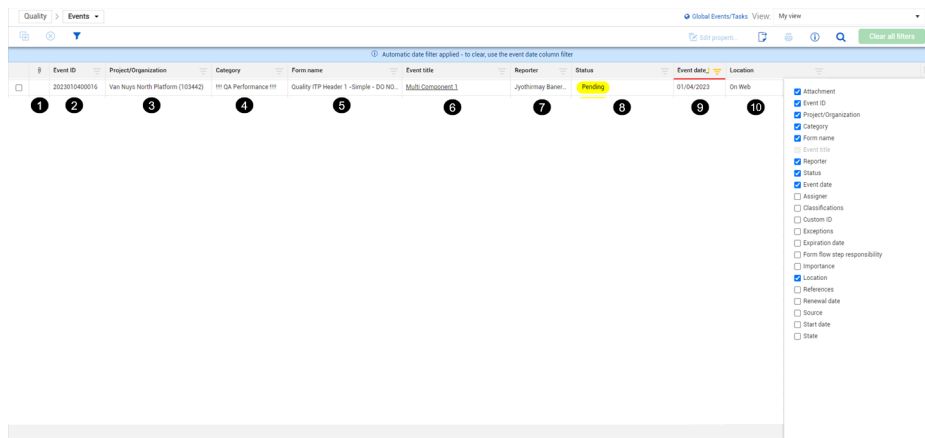 Quality > Events
Global Events/Tasks View: My view
Edit properti...
Clear all filters
Automatic date filter applied - to clear, use the event date column filter
Event ID Project/Organization Category Form name Event title Reporter Status Event date Location
2023010400016 Van Nuys North Platform (103442) !!!! QA Performance !!!! Quality ITP Header 1 -Simple - DO NO... Multi Component 1 Jyothirmay Baner... Pending 01/04/2023 On Web
1 2 3 4 5 6 7 8 9 10
Attachment
Event ID
Project/Organization
Category
Form name
Event title
Reporter
Status
Event date
Assigner
Classifications
Custom ID
Exceptions
Expiration date
Form flow step responsibility
Importance
Location
References
Renewal date
Source
Start date
State